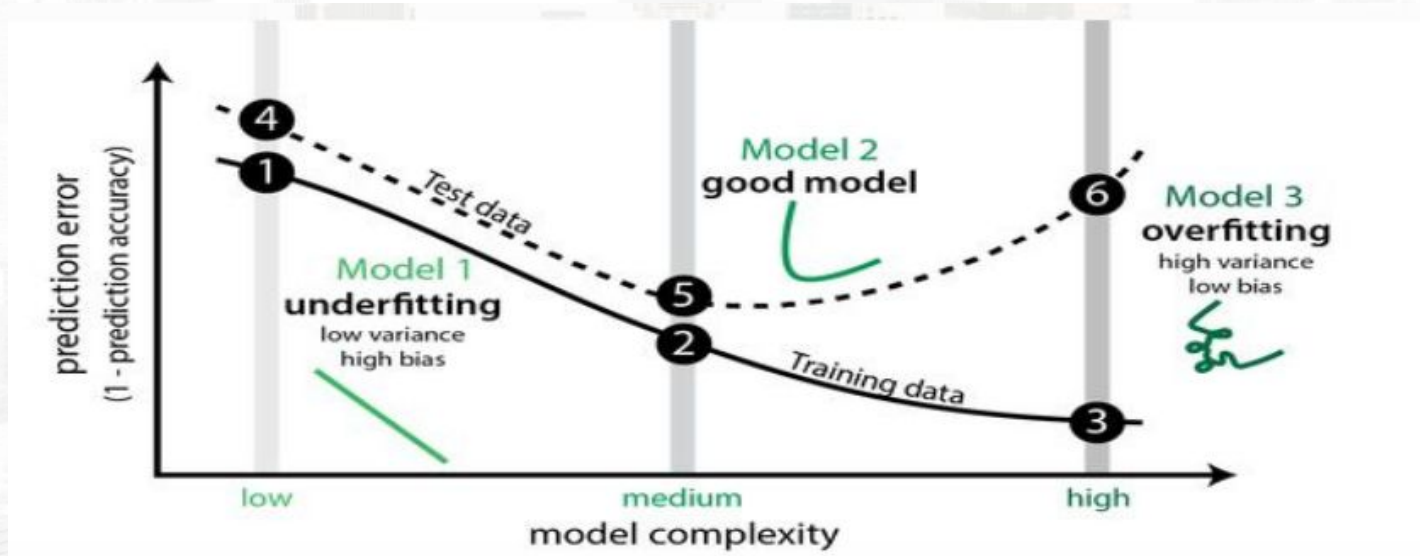 4
1
Test data
Model 2
good model
6
Model 3
overfitting
high variance
low bias
prediction error
(1 - prediction accuracy)
Model 1
underfitting
low variance
high bias
5
2
Training data
3
low
medium
high
model complexity